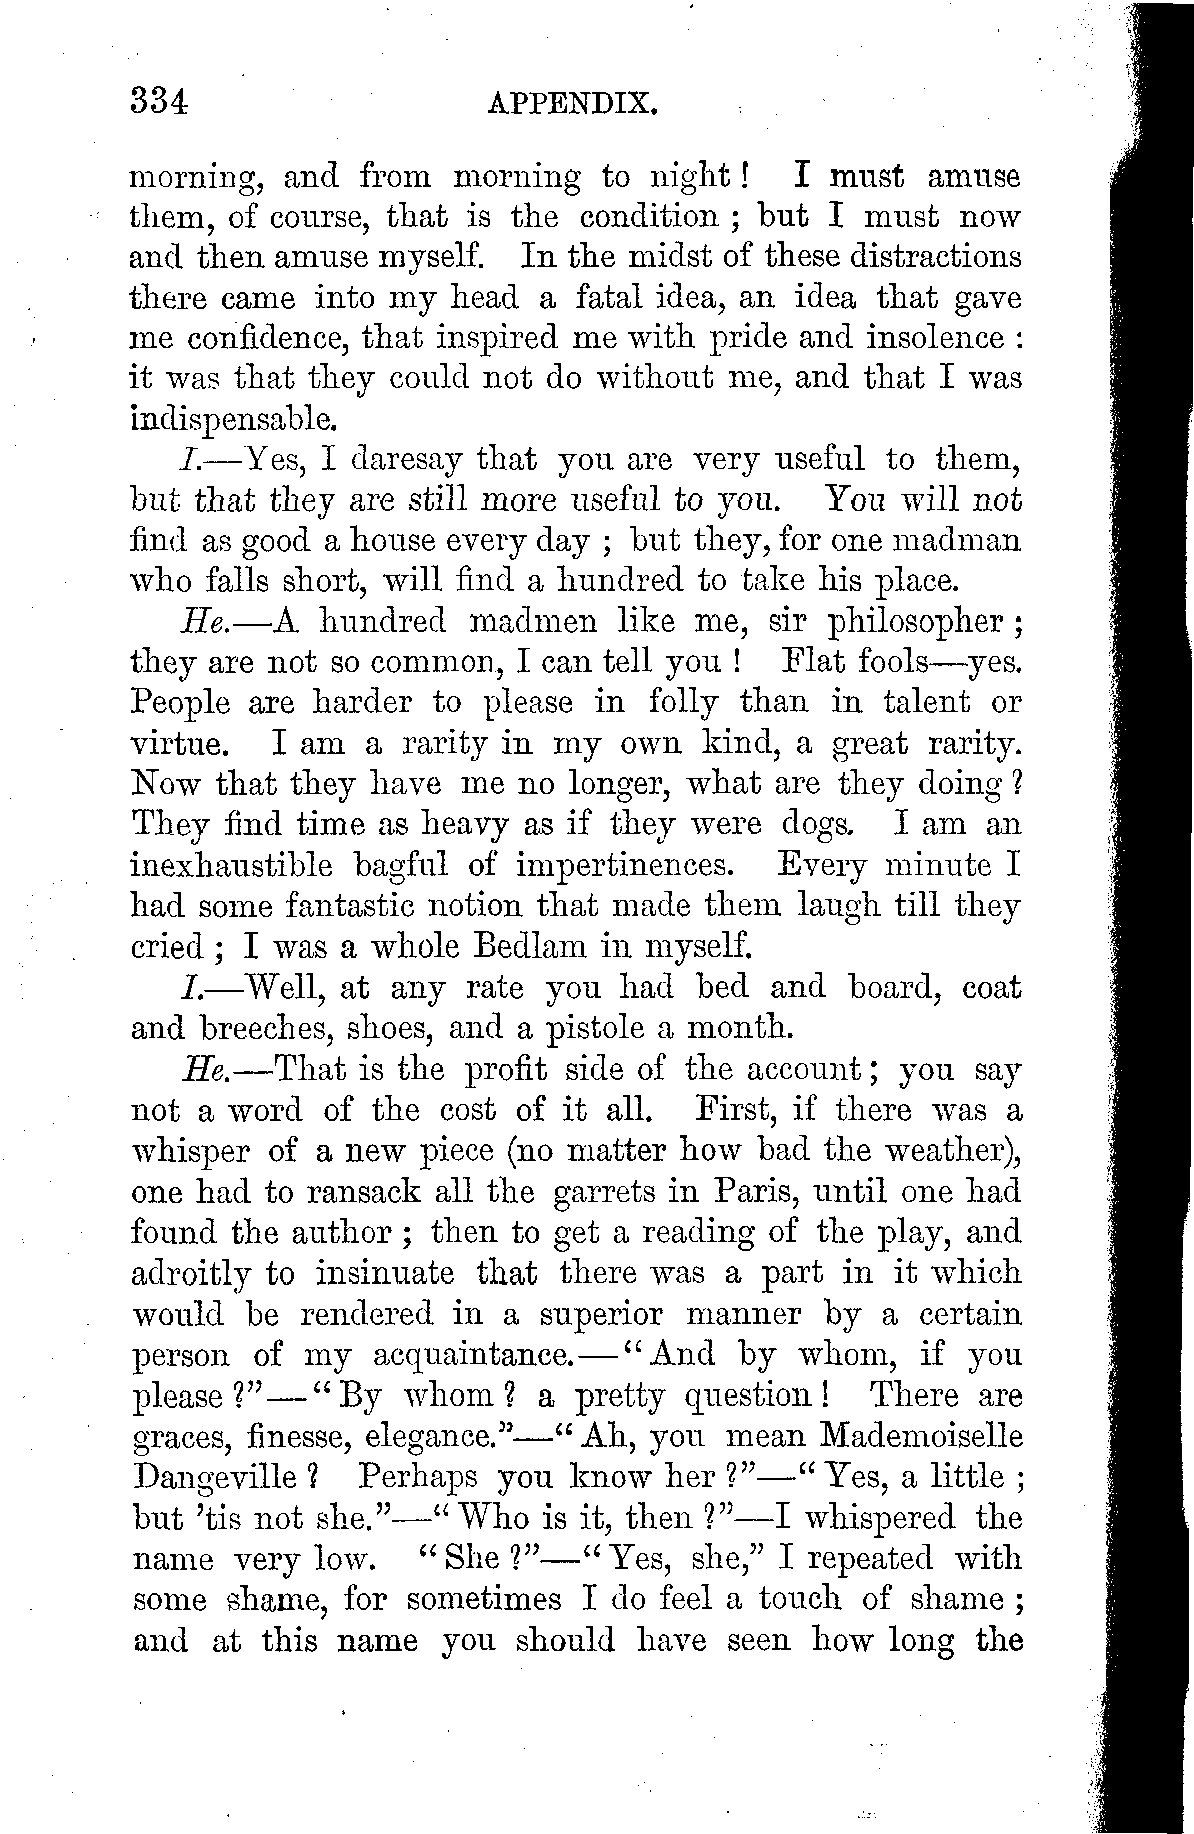 334 APPENDIX.
morning, and from morning to night! I must amuse
them, of course, that is the condition; but I must now
and then amuse myself. In the midst of these distractions
there came into my head a fatal idea, an idea that gave
me confidence, that inspired me with pride and insolence:
it was that they could not do without me, and that I was
indispensable.
I.—Yes, I daresay that you are very useful to them,
but that they are still more useful to you. You will not
find as good a house every day; but they, for one madman
who falls short, will find a hundred to take his place.
He.—A hundred madmen like me, sir philosopher;
they are not so common, I can tell you! Flat fools—yes.
People are harder to please in folly than in talent or
virtue. I am a rarity in my own kind, a great rarity.
Now that they have me no longer, what are they doing?
They find time as heavy as if they were dogs. I am an
inexhaustible bagful of impertinences. Every minute I
had some fantastic notion that made them laugh till they
cried; I was a whole Bedlam in myself.
I.—Well, at any rate you had bed and board, coat
and breeches, shoes, and a pistole a month.
He.—That is the profit side of the account; you say
not a word of the cost of it all. First, if there was a
whisper of a new piece (no matter how bad the weather),
one had to ransack all the garrets in Paris, until one had
found the author; then to get a reading of the play, and
adroitly to insinuate that there was a part in it which
would be rendered in a superior manner by a certain
person of my acquaintance.—“And by whom, if you
please?”—“By whom? a pretty question! There are
graces, finesse, elegance.”—“Ah, you mean Mademoiselle
Dangeville? Perhaps you know her?”—“Yes, a little;
but ’tis not she.”—“Who is it, then?”—I whispered the
name very low. “She?”—“Yes, she,” I repeated with
some shame, for sometimes I do feel a touch of shame;
and at this name you should have seen how long the